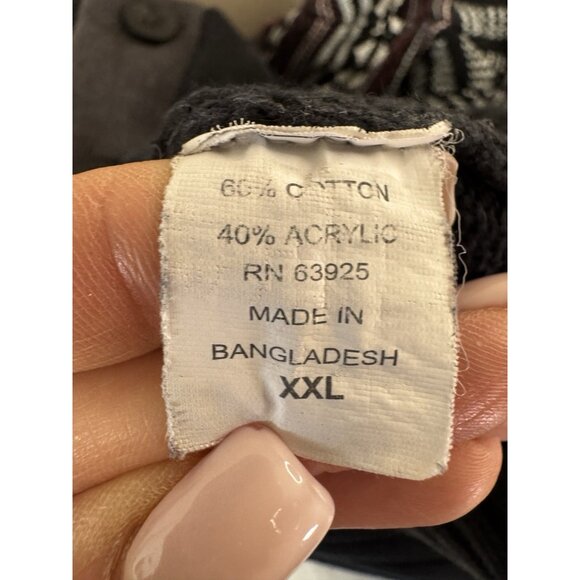 60% COTTON
40% ACRYLIC
RN 63925
MADE IN
BANGLADESH
XXL